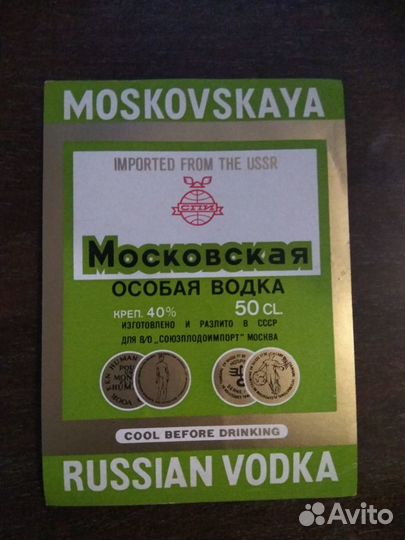 MOSKOVSKAYA
IMPORTED FROM THE USSR
СПИ
Московская
ОСОБАЯ ВОДКА
КРЕП. 40% 50 CL.
ИЗГОТОВЛЕНО И РАЗЛИТО В СССР
ДЛЯ В/О „СОЮЗПЛОДОИМПОРТ" МОСКВА
COOL BEFORE DRINKING
RUSSIAN VODKA
Avito